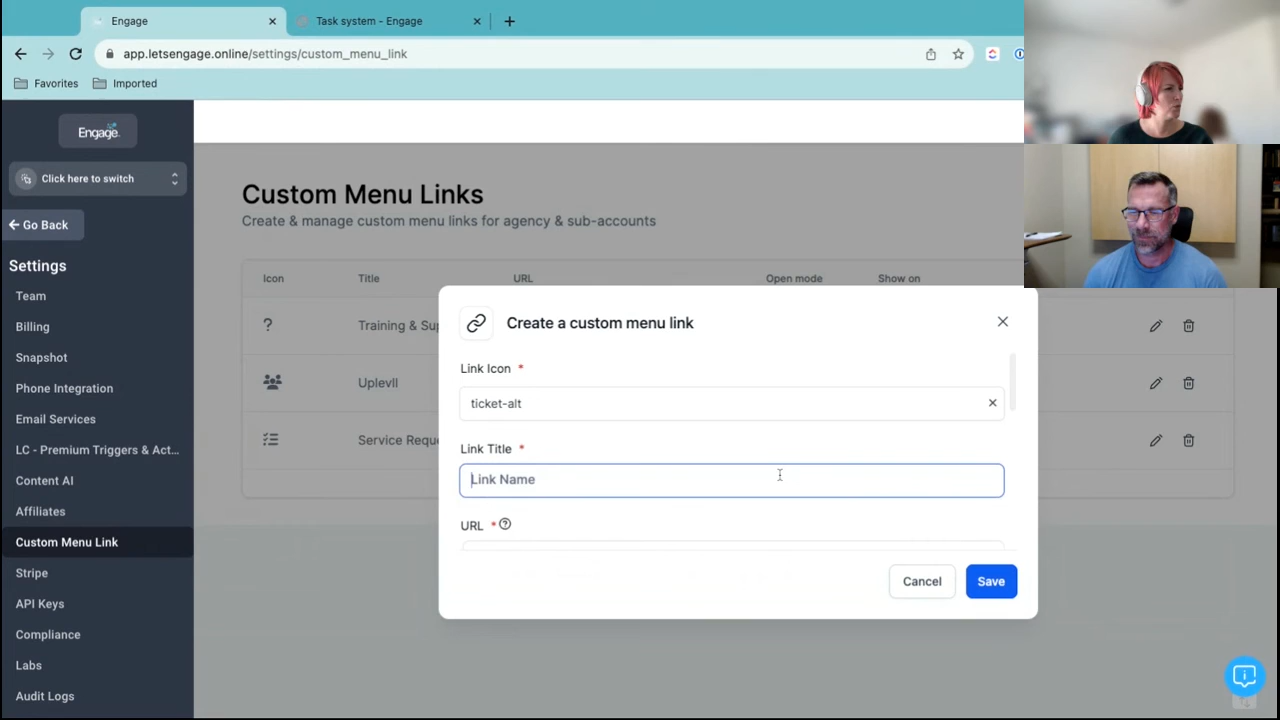 Engage
Task system - Engage
app.letsengage.online/settings/custom_menu_link
Favorites
Imported
Engage
Click here to switch
Go Back
Settings
Team
Billing
Snapshot
Phone Integration
Email Services
LC - Premium Triggers & Act...
Content AI
Affiliates
Custom Menu Link
Stripe
API Keys
Compliance
Labs
Audit Logs
Custom Menu Links
Create & manage custom menu links for agency & sub-accounts
Icon Title URL Open mode Show on
? Training & Su
Uplevll
Service Reque
Create a custom menu link
Link Icon *
ticket-alt
Link Title *
Link Name
URL * ?
Cancel
Save